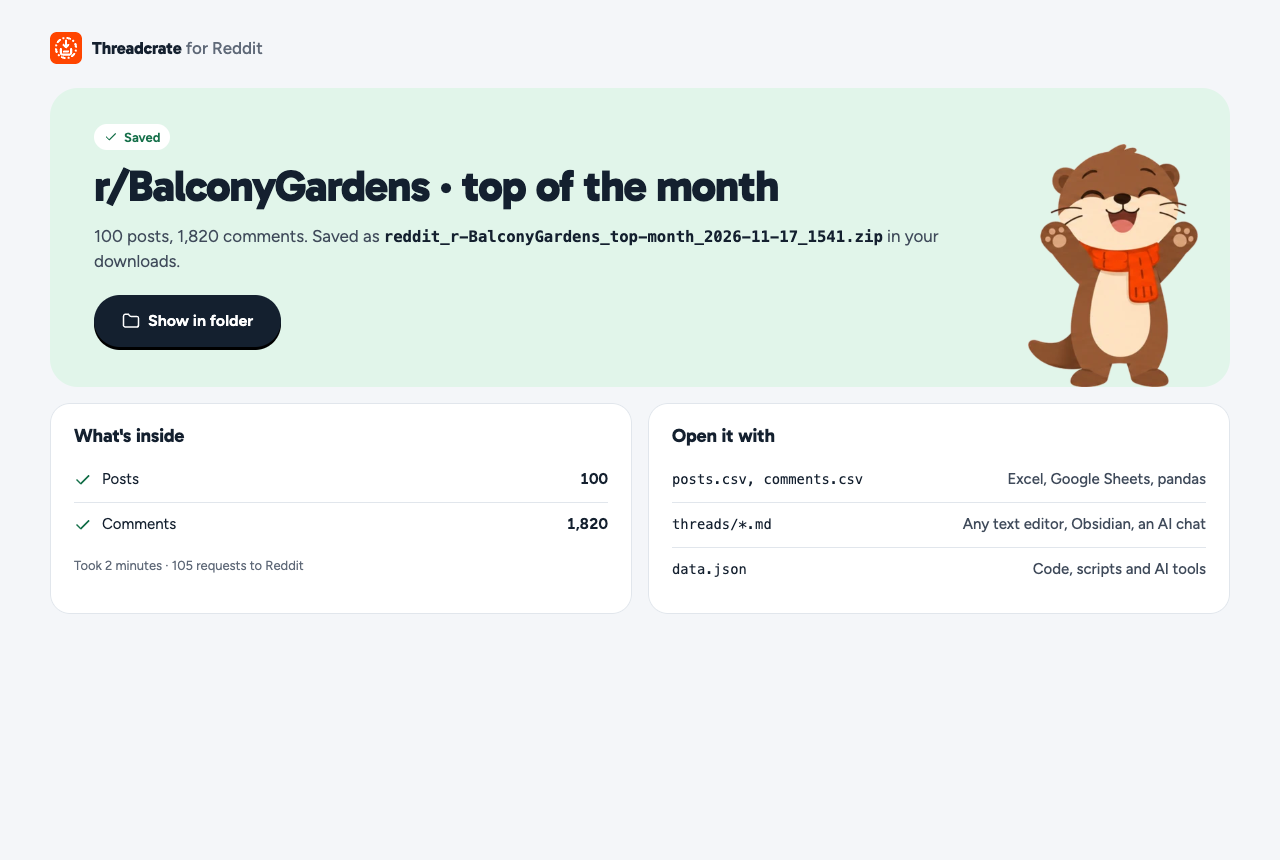 Threadcrate for Reddit
Saved
r/BalconyGardens • top of the month
100 posts, 1,820 comments. Saved as reddit_r-BalconyGardens_top-month_2026-11-17_1541.zip in your
downloads.
Show in folder
What's inside
Posts 100
Comments 1,820
Took 2 minutes · 105 requests to Reddit
Open it with
posts.csv, comments.csv Excel, Google Sheets, pandas
threads/*.md Any text editor, Obsidian, an AI chat
data.json Code, scripts and AI tools